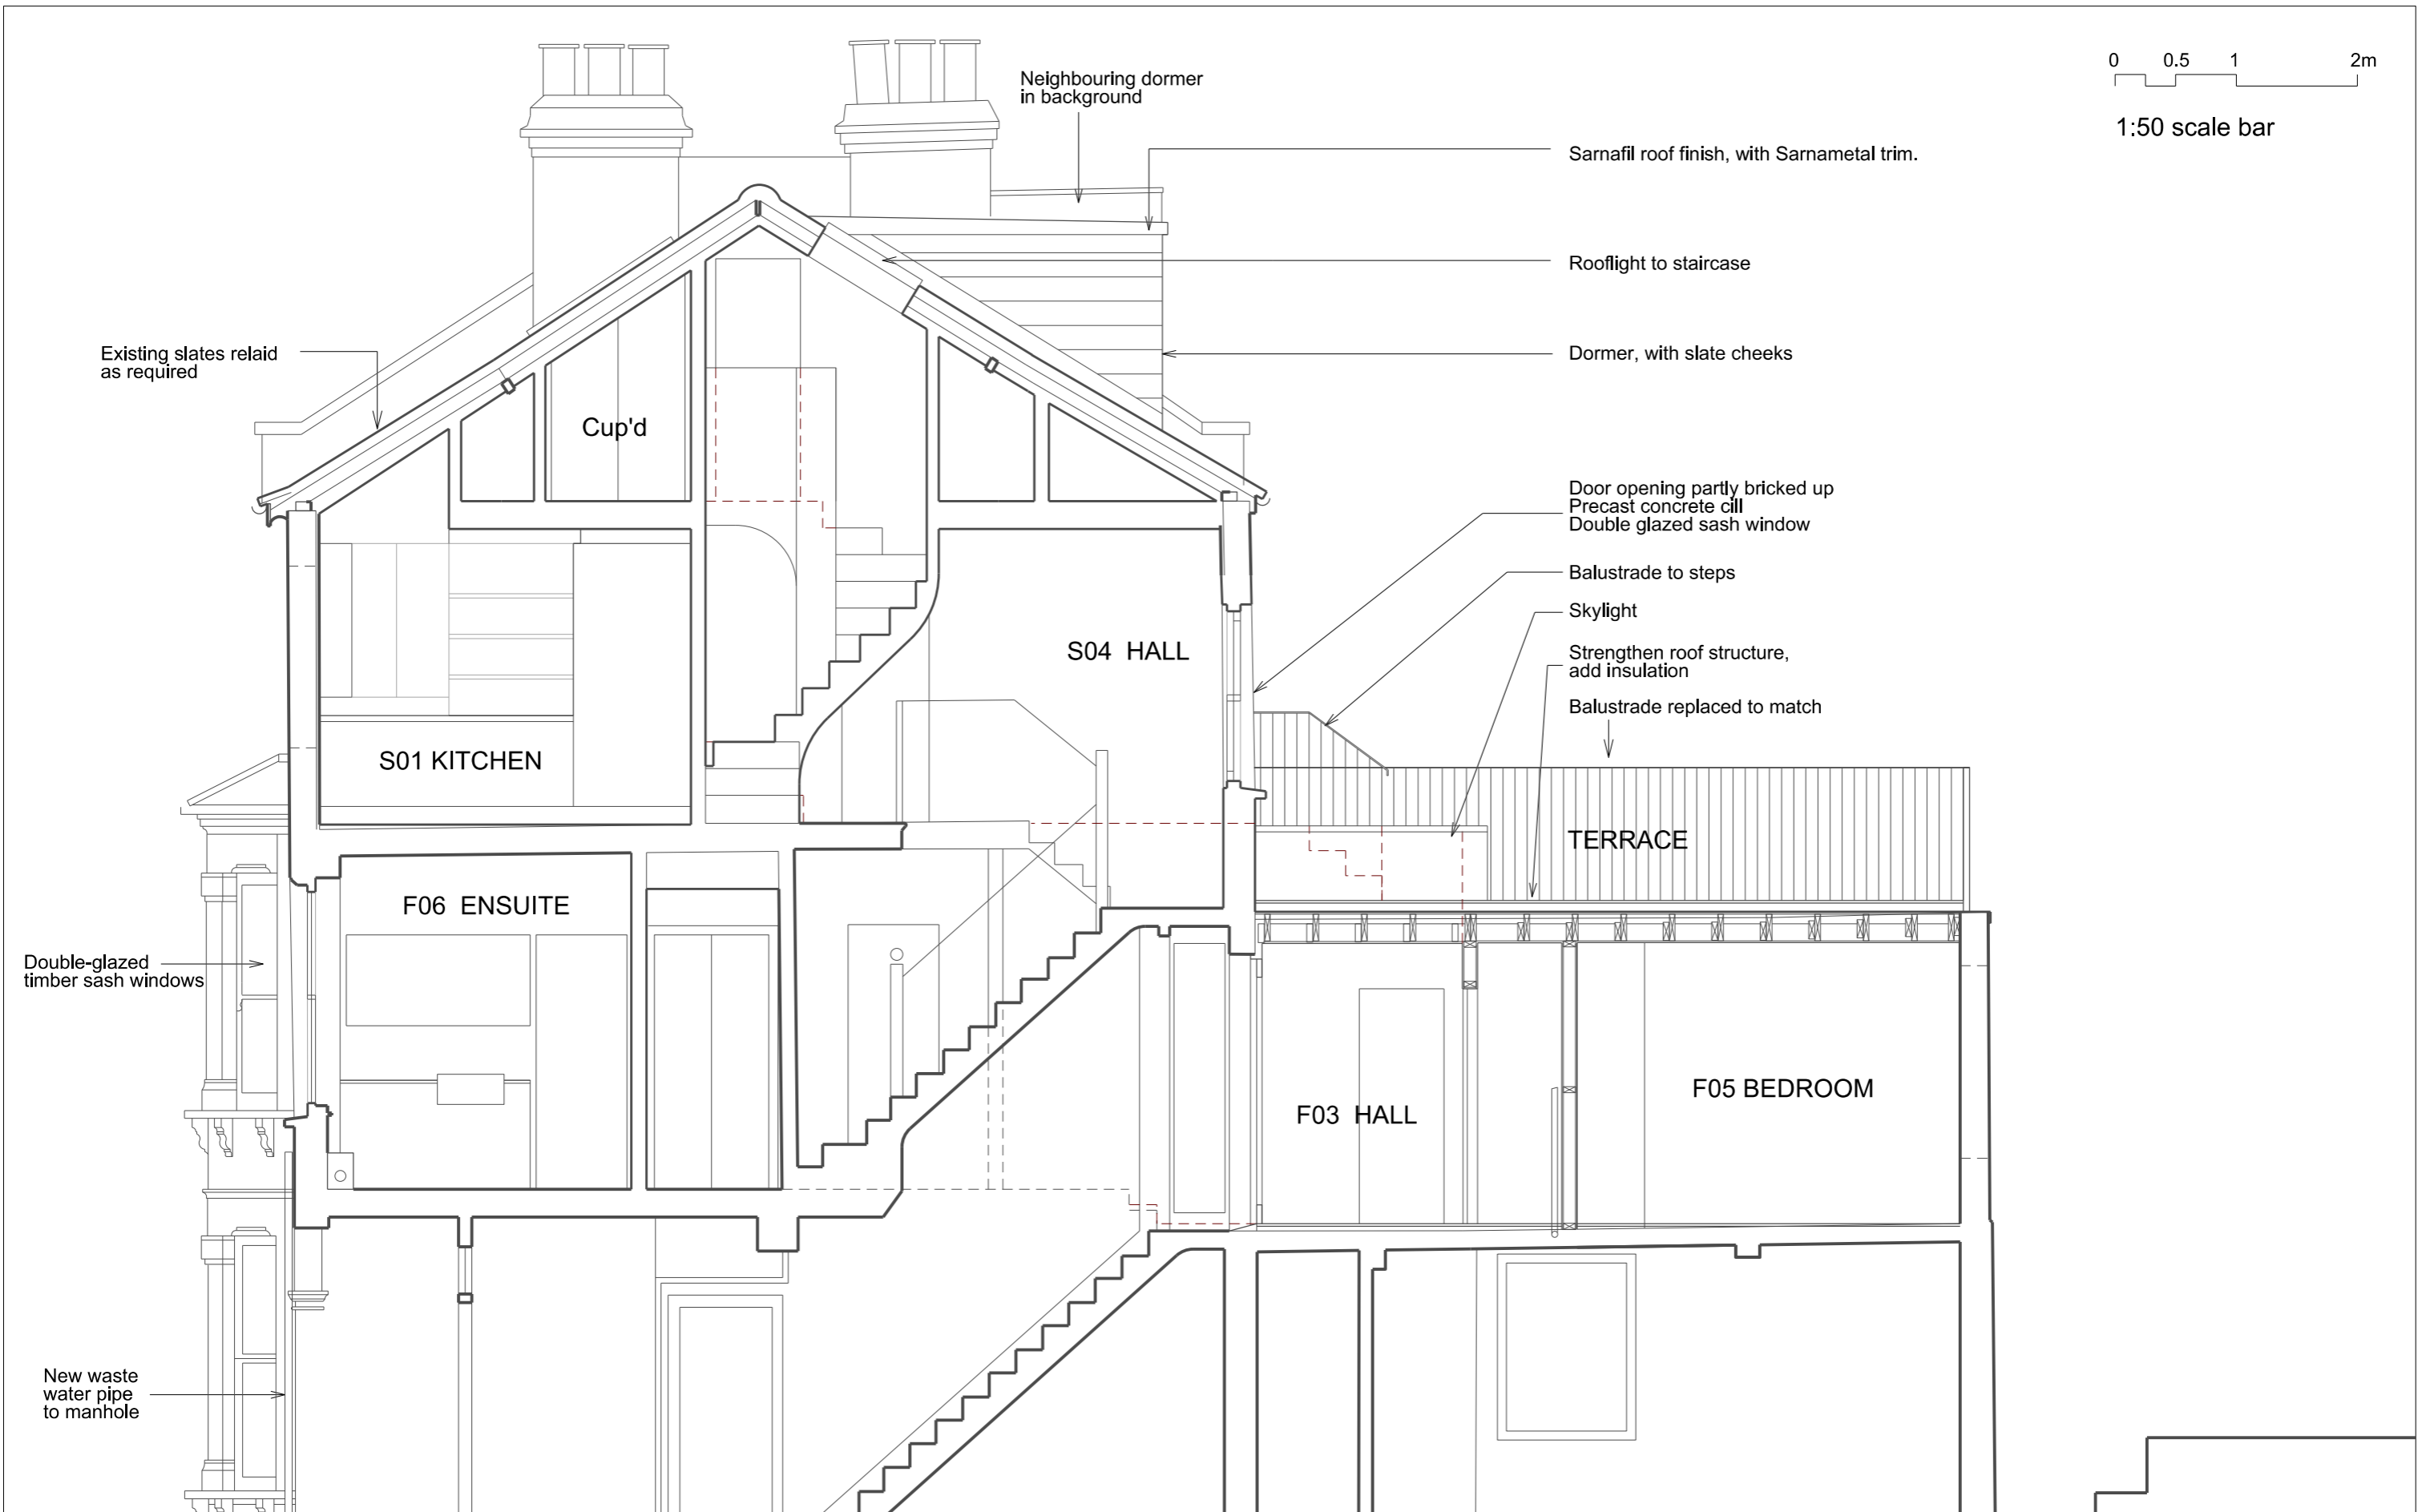 0 0.5 1 2m
1:50 scale bar
Neighbouring dormer
in background
Sarnafil roof finish, with Sarnametal trim.
Rooflight to staircase
Existing slates relaid
as required
Dormer, with slate cheeks
Cup'd
Door opening partly bricked up
Precast concrete cill
Double glazed sash window
Balustrade to steps
Skylight
S04 HALL
Strengthen roof structure,
add insulation
Balustrade replaced to match
S01 KITCHEN
TERRACE
F06 ENSUITE
Double-glazed
timber sash windows
F03 HALL
F05 BEDROOM
New waste
water pipe
to manhole